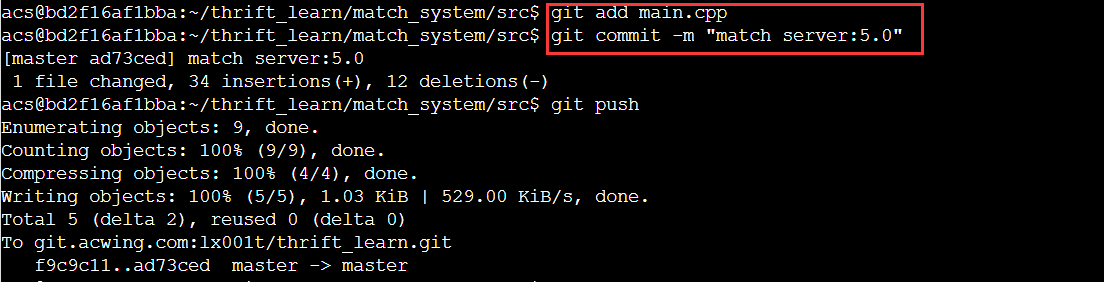 acs@bd2f16af1bba:~/thrift_learn/match_system/src$ git add main.cpp
acs@bd2f16af1bba:~/thrift_learn/match_system/src$ git commit -m "match server:5.0"
[master ad73ced] match server:5.0
 1 file changed, 34 insertions(+), 12 deletions(-)
acs@bd2f16af1bba:~/thrift_learn/match_system/src$ git push
Enumerating objects: 9, done.
Counting objects: 100% (9/9), done.
Compressing objects: 100% (4/4), done.
Writing objects: 100% (5/5), 1.03 KiB | 529.00 KiB/s, done.
Total 5 (delta 2), reused 0 (delta 0)
To git.acwing.com:lx001t/thrift_learn.git
   f9c9c11..ad73ced  master -> master